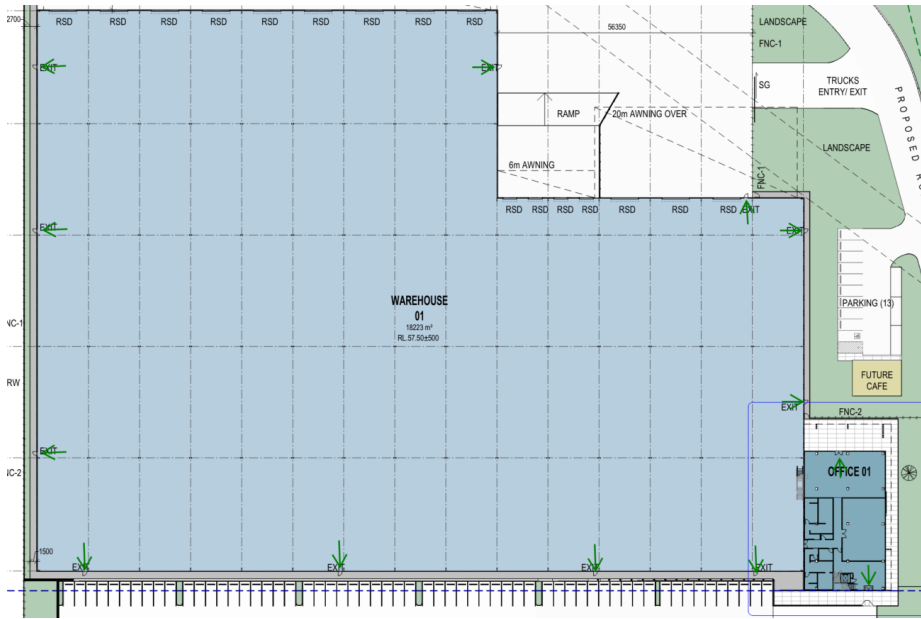 2700
RSD RSD RSD RSD RSD RSD RSD RSD RSD
56350
LANDSCAPE
FNC-1
EXIT
EXIT
SG
TRUCKS
ENTRY/ EXIT
PROPOSED
RAMP
20m AWNING OVER
LANDSCAPE
6m AWNING
FNC-1
RSD RSD RSD RSD RSD RSD RSD
EXIT
EXIT
EXIT
WAREHOUSE
01
18223 m²
RL.57.50±500
PARKING (13)
NC-1
RW
FUTURE
CAFE
EXIT
FNC-2
EXIT
NC-2
OFFICE 01
1500
EXIT
EXIT
EXIT
EXIT